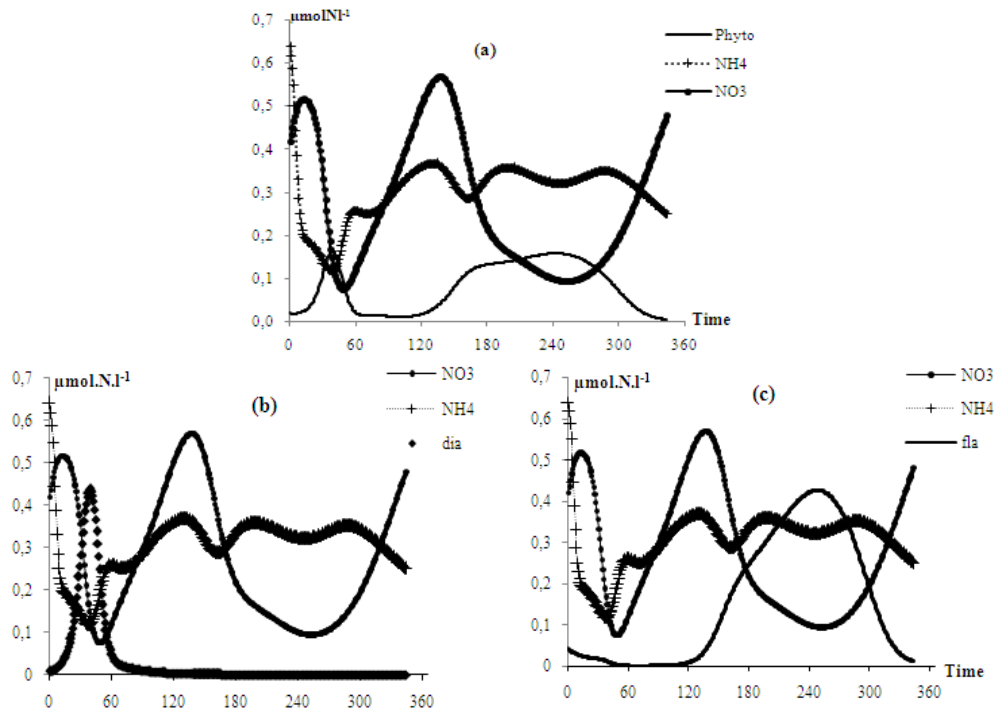 µmolNl-1
(a)
Phyto
NH4
NO3
0,7
0,6
0,5
0,4
0,3
0,2
0,1
0,0
Time
0 60 120 180 240 300 360
µmol.N.l-1
(b)
NO3
NH4
dia
0,7
0,6
0,5
0,4
0,3
0,2
0,1
0
0 60 120 180 240 300 360
µmol.N.l-1
(c)
NO3
NH4
fla
0,7
0,6
0,5
0,4
0,3
0,2
0,1
0
Time
0 60 120 180 240 300 360